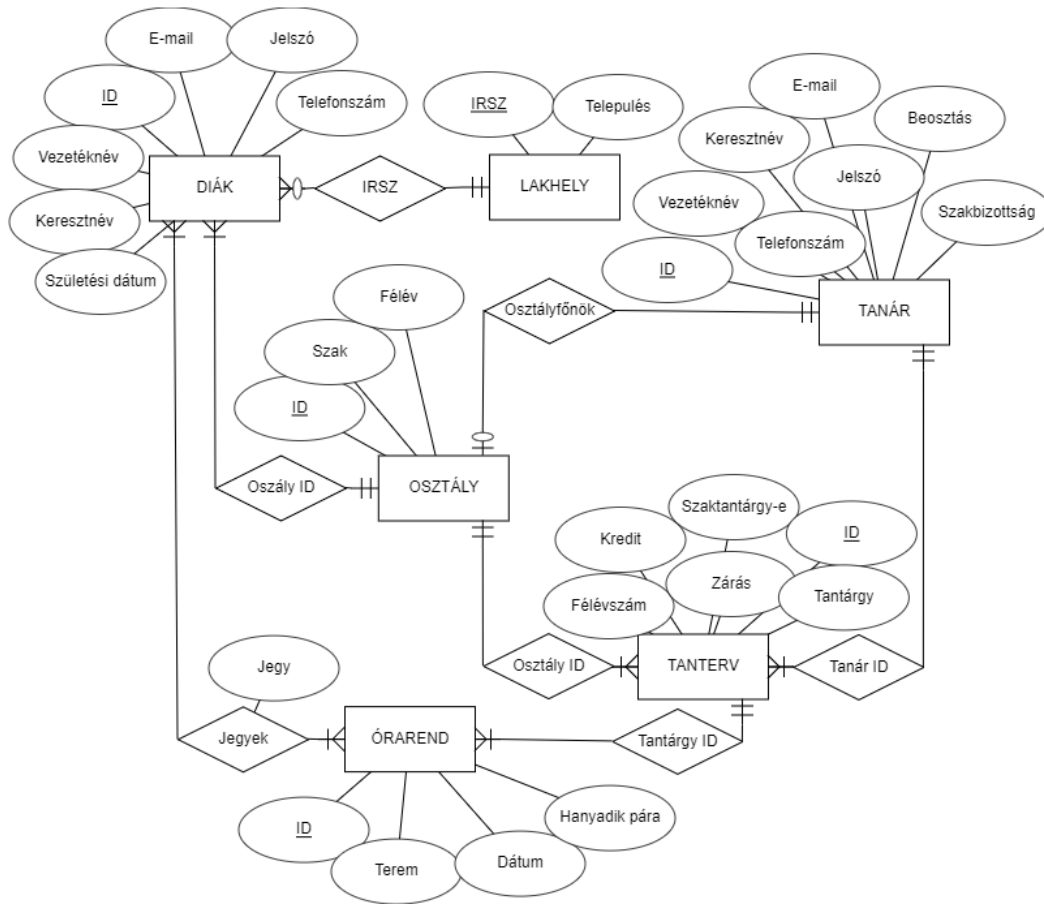 E-mail
Jelszó
ID
Telefonszám
Vezetéknév
DIÁK
Keresztnév
Születési dátum
IRSZ
IRSZ
Település
LAKHELY
E-mail
Keresztnév
Beosztás
Jelszó
Vezetéknév
Szakbizottság
Telefonszám
ID
TANÁR
Osztályfőnök
Félév
Szak
ID
Oszály ID
OSZTÁLY
Szaktantárgy-e
Kredit
ID
Zárás
Félévszám
Tantárgy
Osztály ID
TANTERV
Tanár ID
Jegy
Jegyek
ÓRAREND
Tantárgy ID
ID
Terem
Dátum
Hanyadik pára